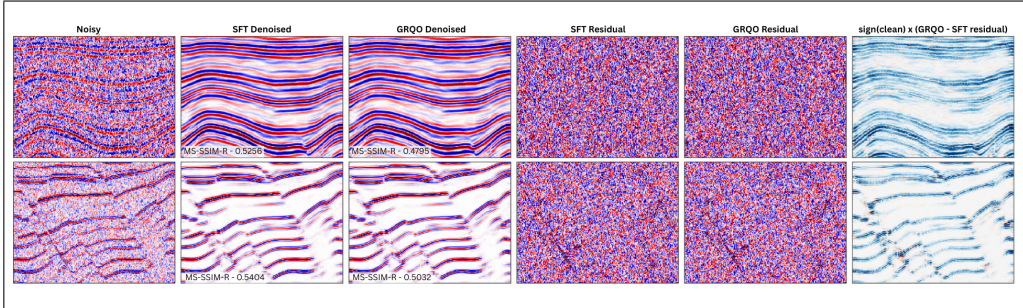 Noisy SFT Denoised GRQO Denoised SFT Residual GRQO Residual sign(clean) x (GRQO - SFT residual)
MS-SSIM-R - 0.5256 MS-SSIM-R - 0.4795
MS-SSIM-R - 0.5404 MS-SSIM-R - 0.5032